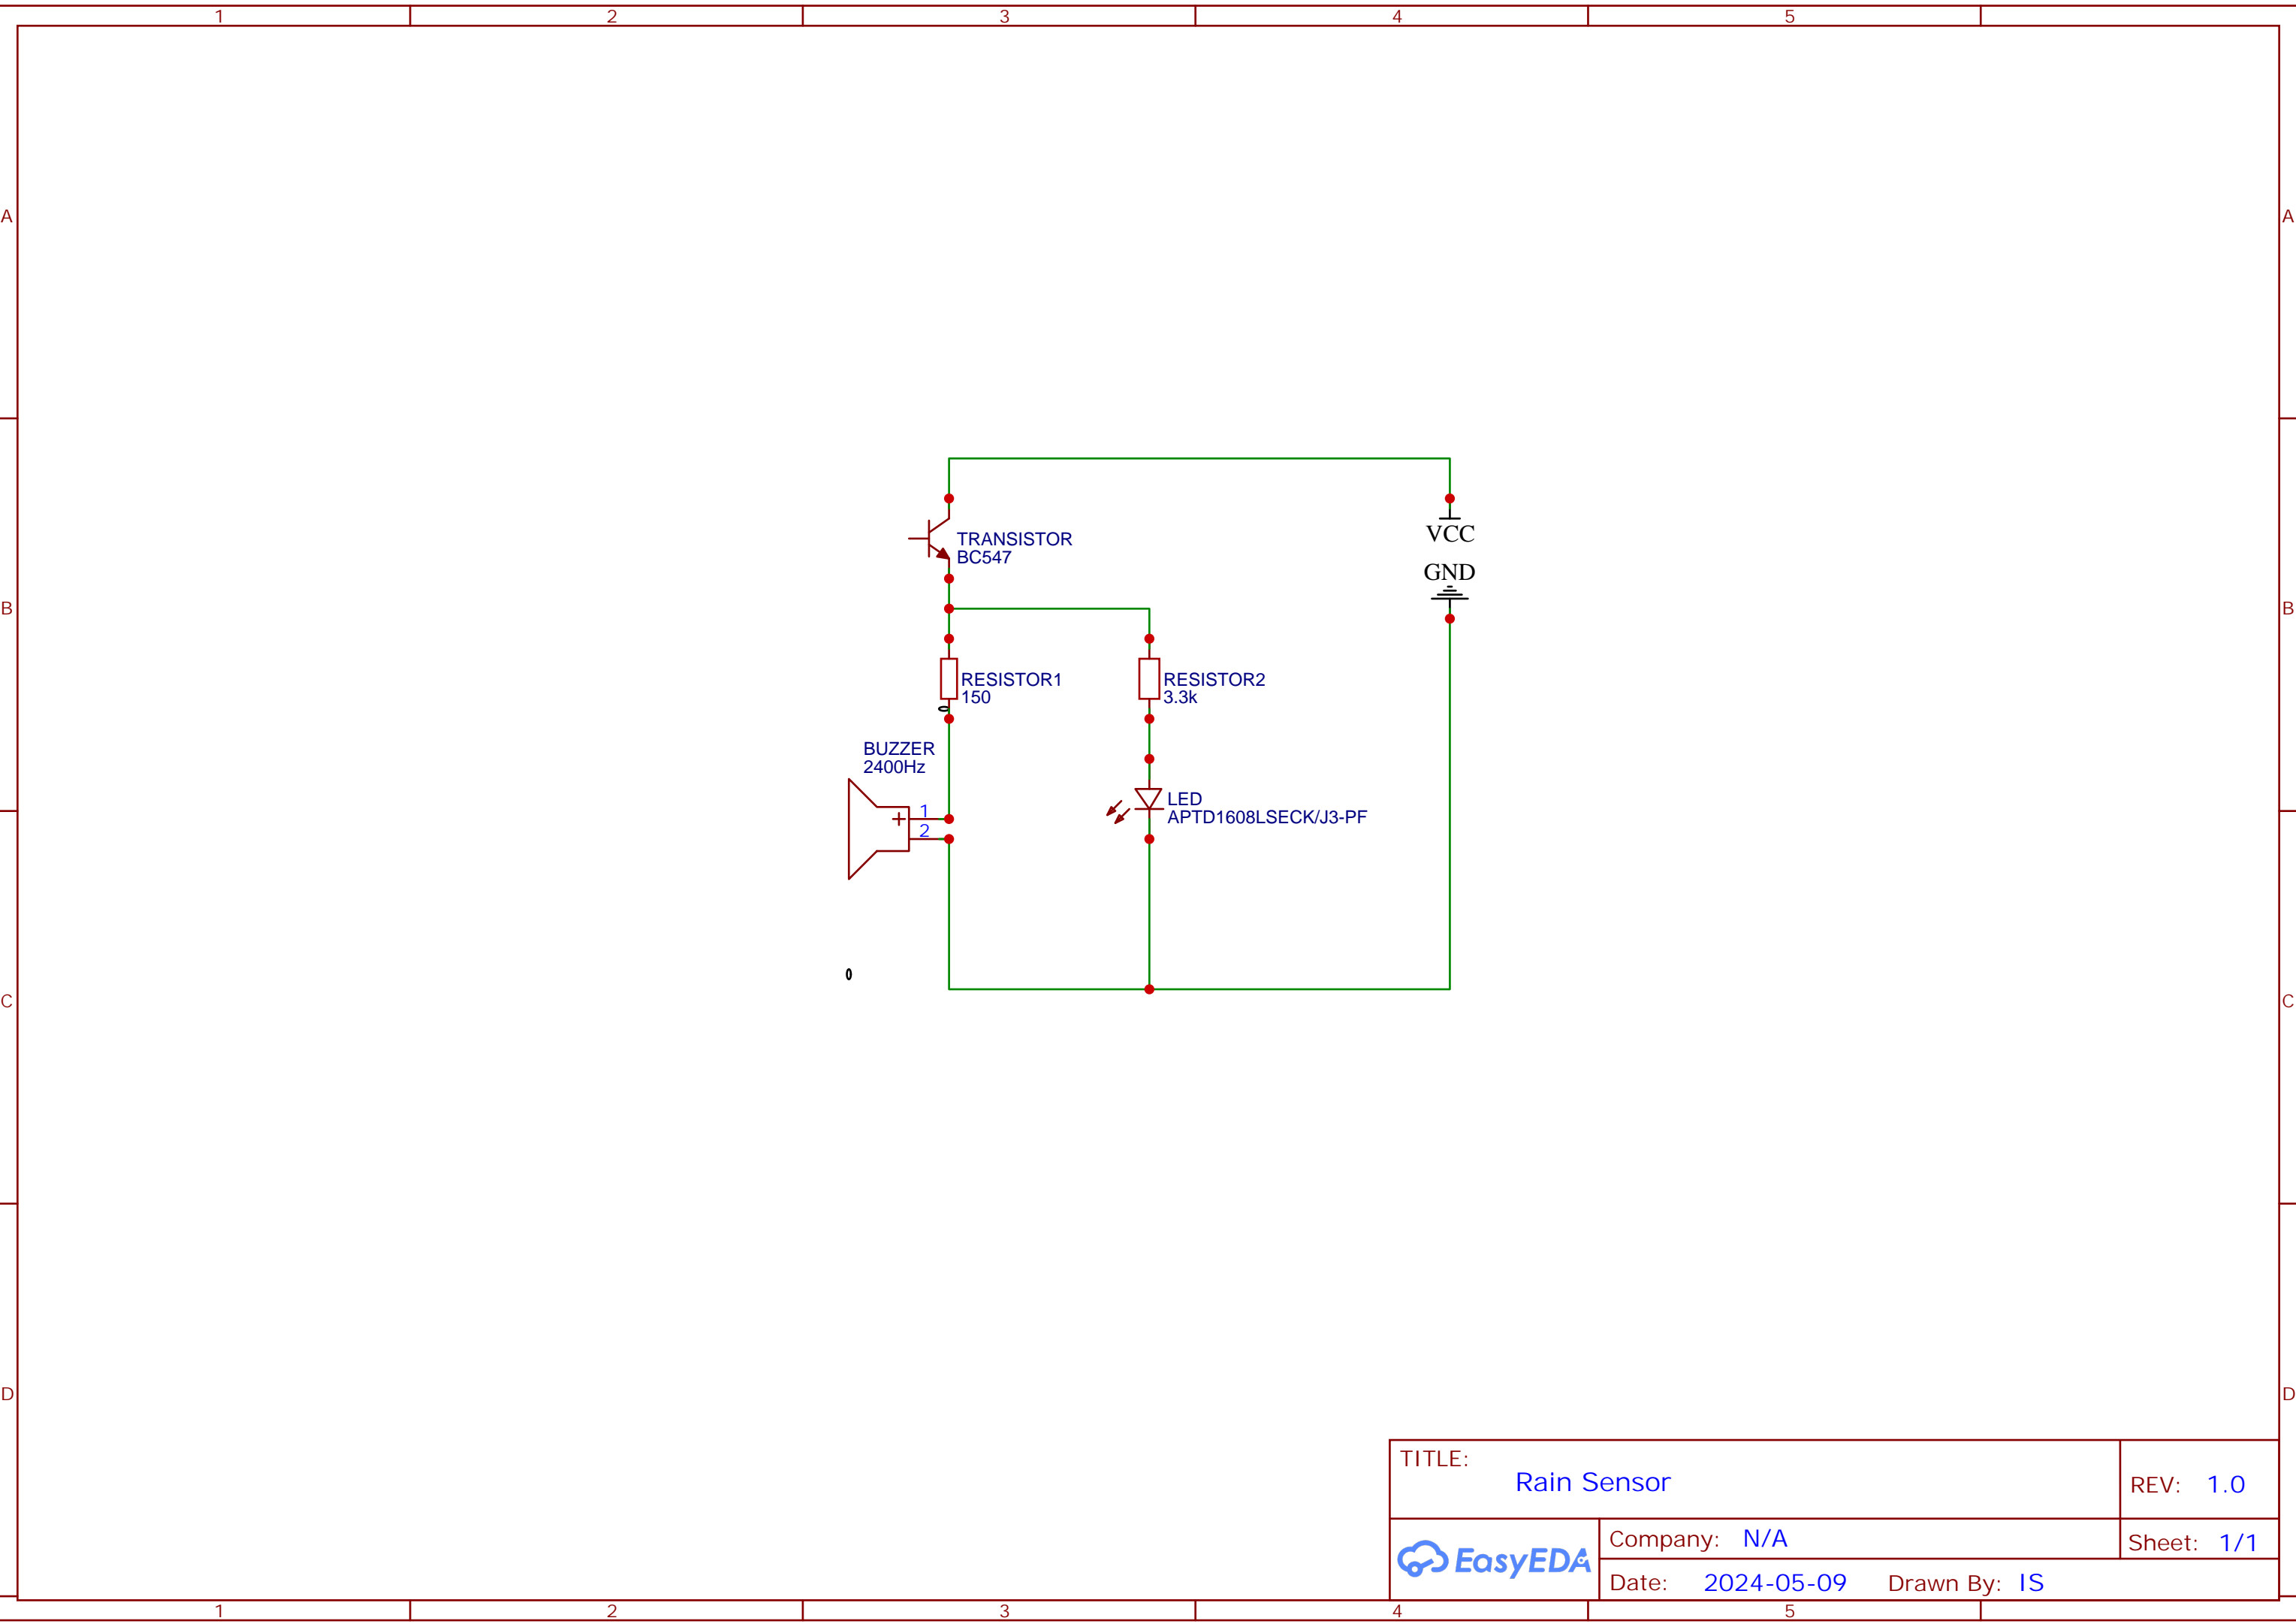 1 2 3 4 5
A A
TRANSISTOR
BC547
VCC
GND
B B
RESISTOR1
150
0
RESISTOR2
3.3k
BUZZER
2400Hz
1
+
2
LED
APTD1608LSECK/J3-PF
0
C C
D D
TITLE:
Rain Sensor
REV: 1.0
EasyEDA
Company: N/A
Sheet: 1/1
Date: 2024-05-09 Drawn By: IS
1 2 3 4 5